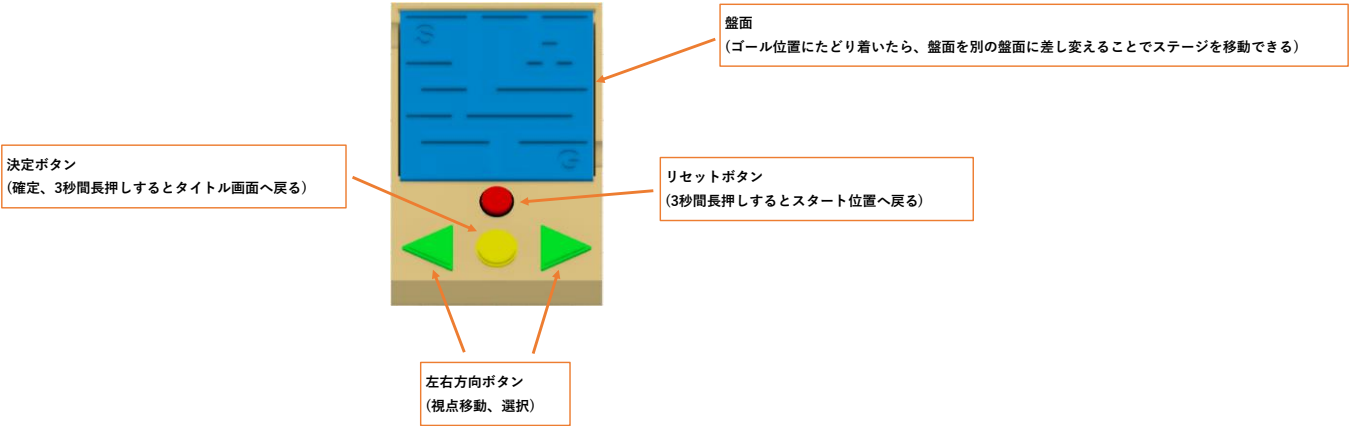 盤面
(ゴール位置にたどり着いたら、盤面を別の盤面に差し変えることでステージを移動できる)
S
G
決定ボタン
(確定、3秒間長押しするとタイトル画面へ戻る)
リセットボタン
(3秒間長押しするとスタート位置へ戻る)
左右方向ボタン
(視点移動、選択)